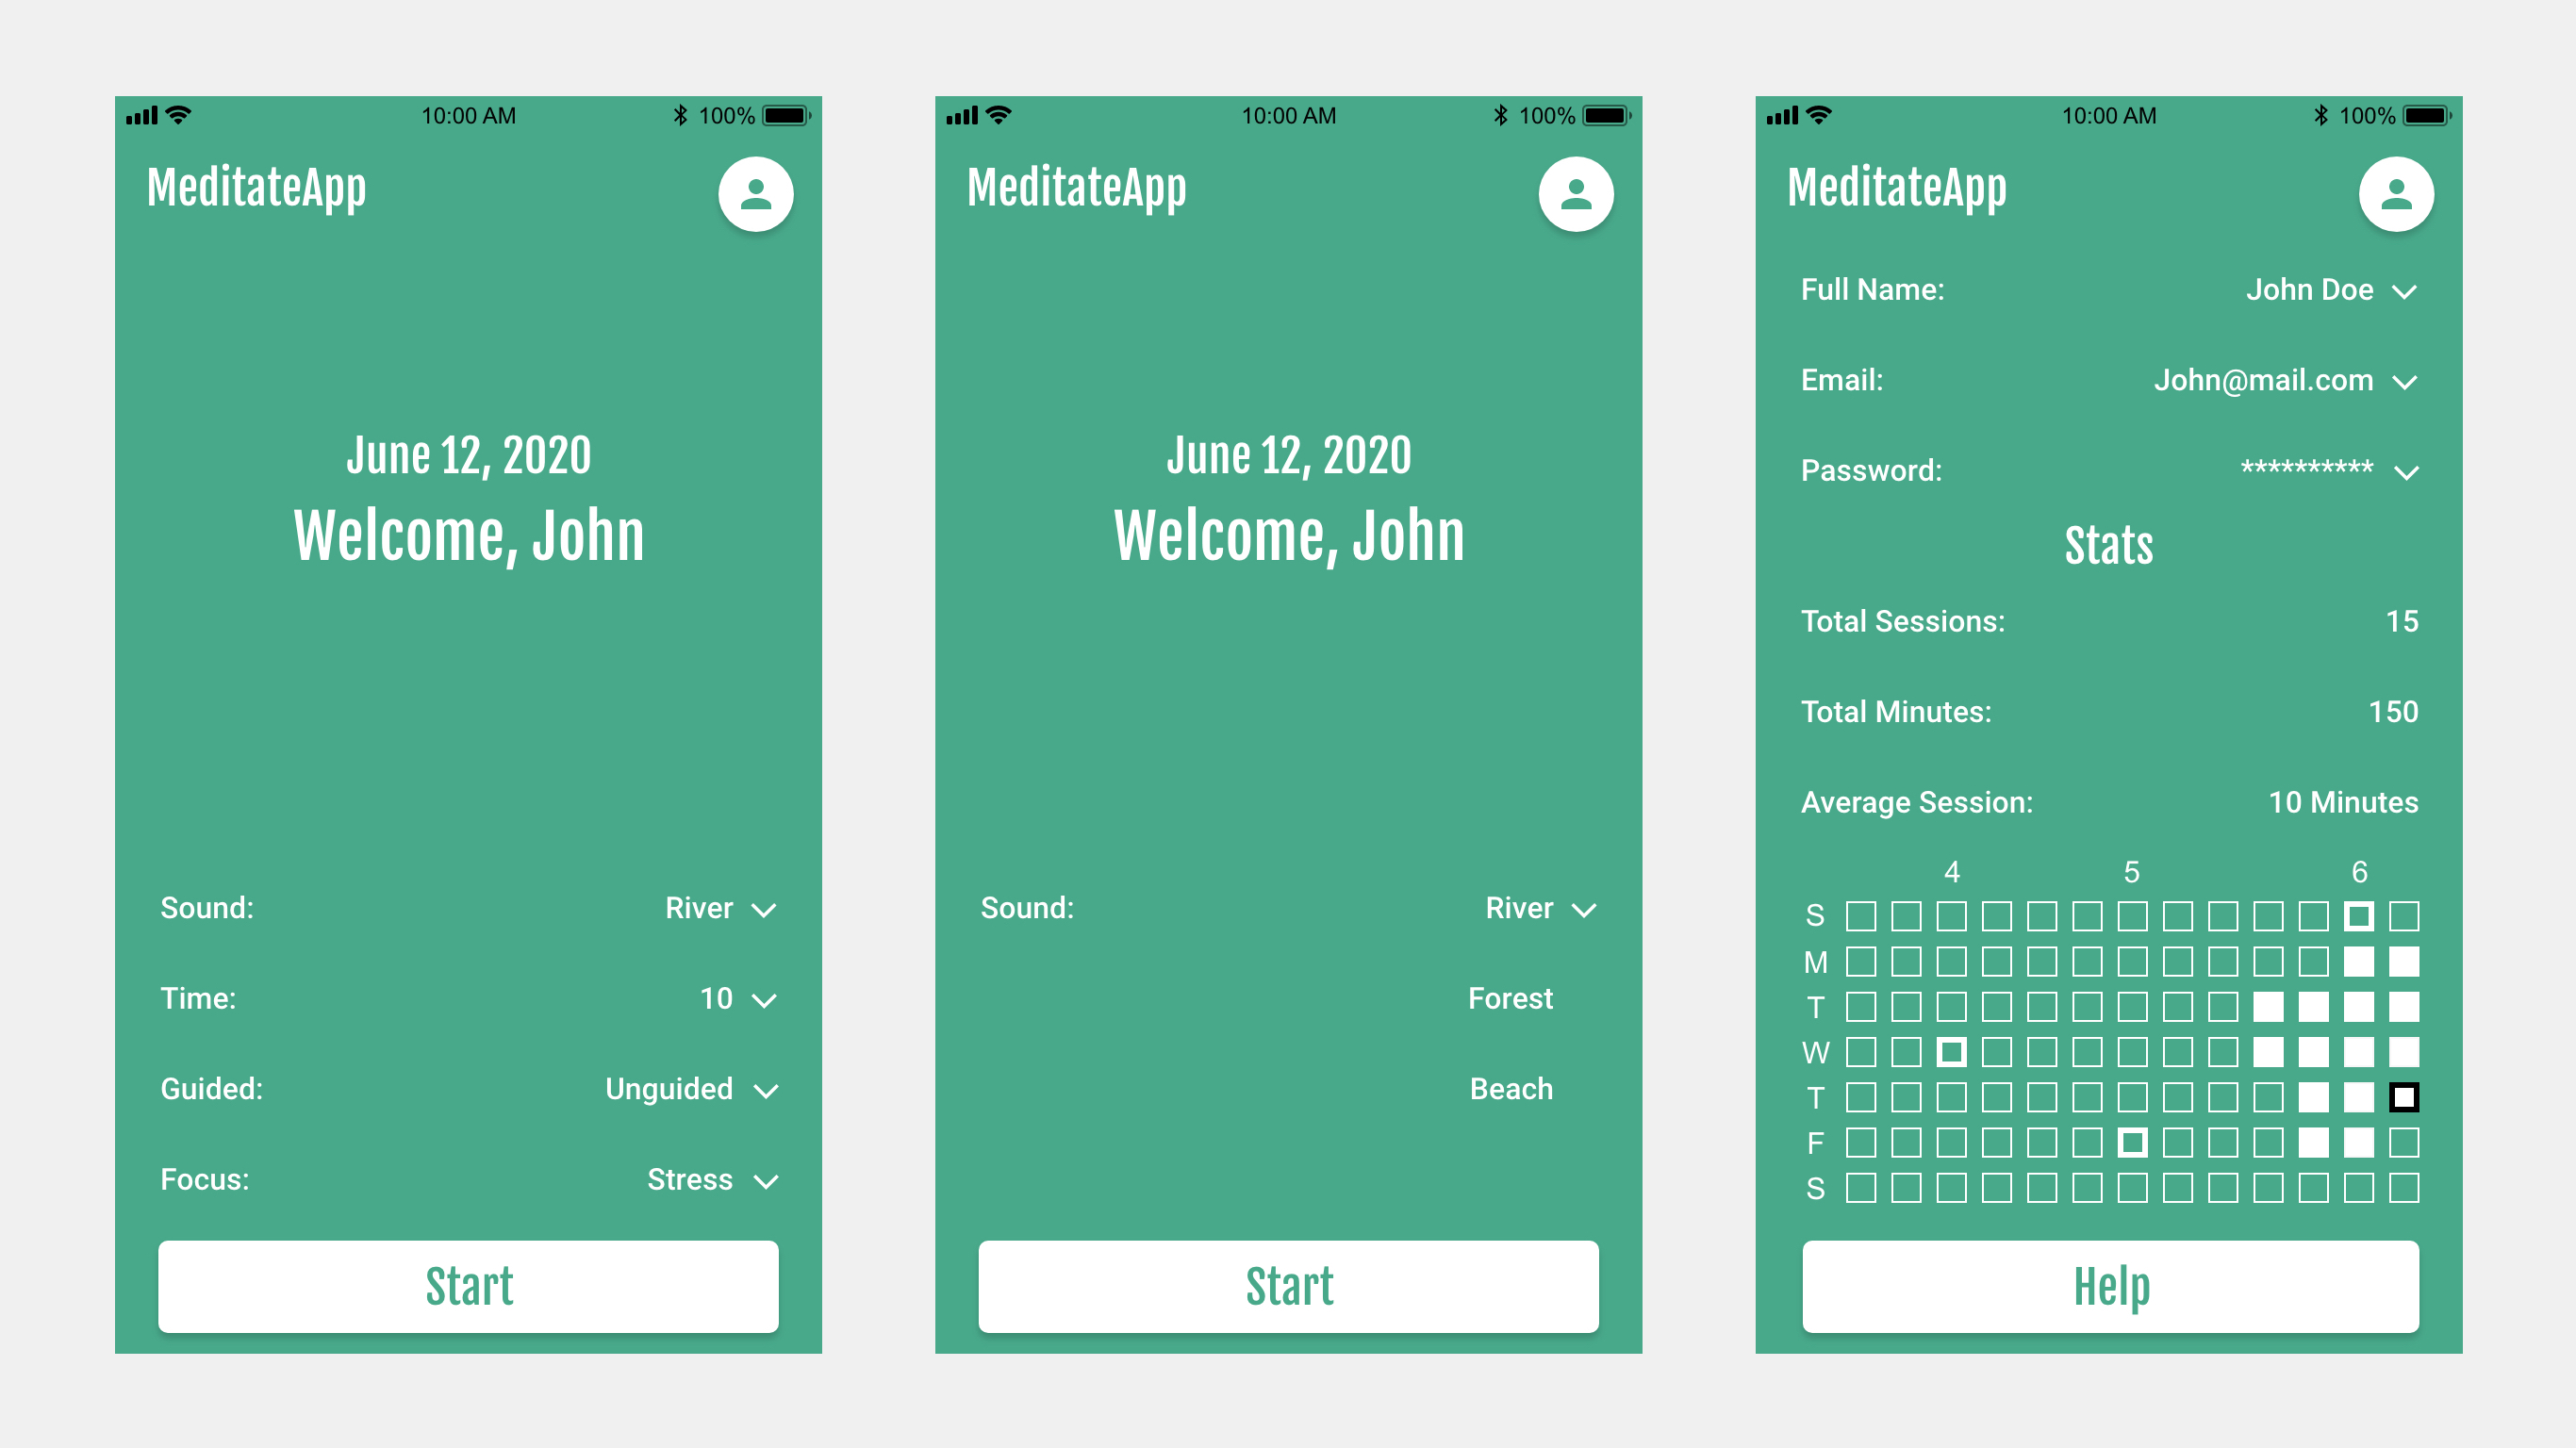 10:00 AM 100%
MeditateApp
June 12, 2020
Welcome, John
Sound: River
Time: 10
Guided: Unguided
Focus: Stress
Start
10:00 AM 100%
MeditateApp
June 12, 2020
Welcome, John
Sound: River
Forest
Beach
Start
10:00 AM 100%
MeditateApp
Full Name: John Doe
Email: John@mail.com
Password: **********
Stats
Total Sessions: 15
Total Minutes: 150
Average Session: 10 Minutes
4 5 6
S
M
T
W
T
F
S
Help